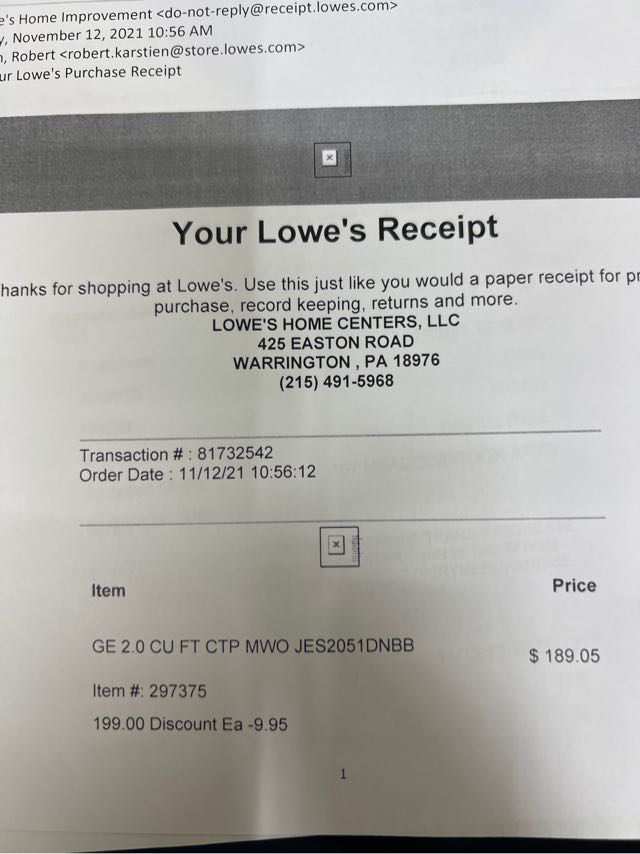 e's Home Improvement <do-not-reply@receipt.lowes.com>
y, November 12, 2021 10:56 AM
, Robert <robert.karstien@store.lowes.com>
ur Lowe's Purchase Receipt
Your Lowe's Receipt
hanks for shopping at Lowe's. Use this just like you would a paper receipt for pr
purchase, record keeping, returns and more.
LOWE'S HOME CENTERS, LLC
425 EASTON ROAD
WARRINGTON , PA 18976
(215) 491-5968
Transaction # : 81732542
Order Date : 11/12/21 10:56:12
Item Price
GE 2.0 CU FT CTP MWO JES2051DNBB $ 189.05
Item #: 297375
199.00 Discount Ea -9.95
1